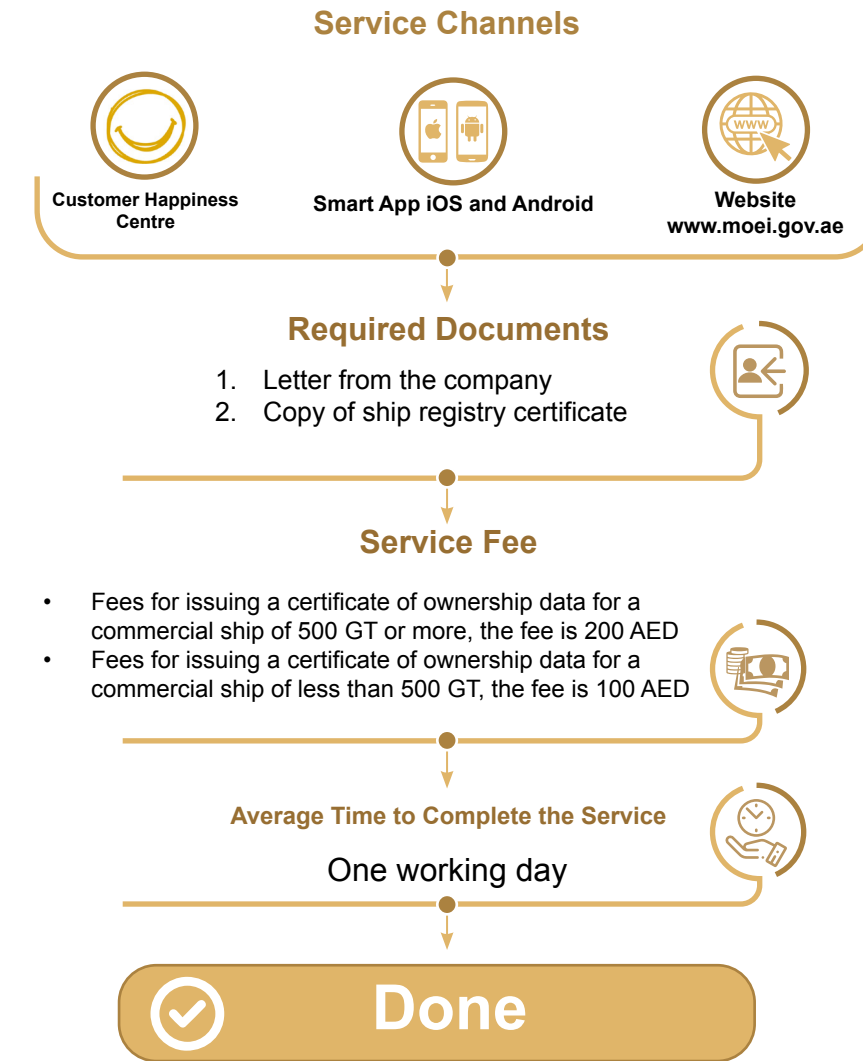 Service Channels
Customer Happiness
Centre
Smart App iOS and Android
WWW
Website
www.moei.gov.ae
Required Documents
1. Letter from the company
2. Copy of ship registry certificate
Service Fee
• Fees for issuing a certificate of ownership data for a
commercial ship of 500 GT or more, the fee is 200 AED
• Fees for issuing a certificate of ownership data for a
commercial ship of less than 500 GT, the fee is 100 AED
Average Time to Complete the Service
One working day
Done